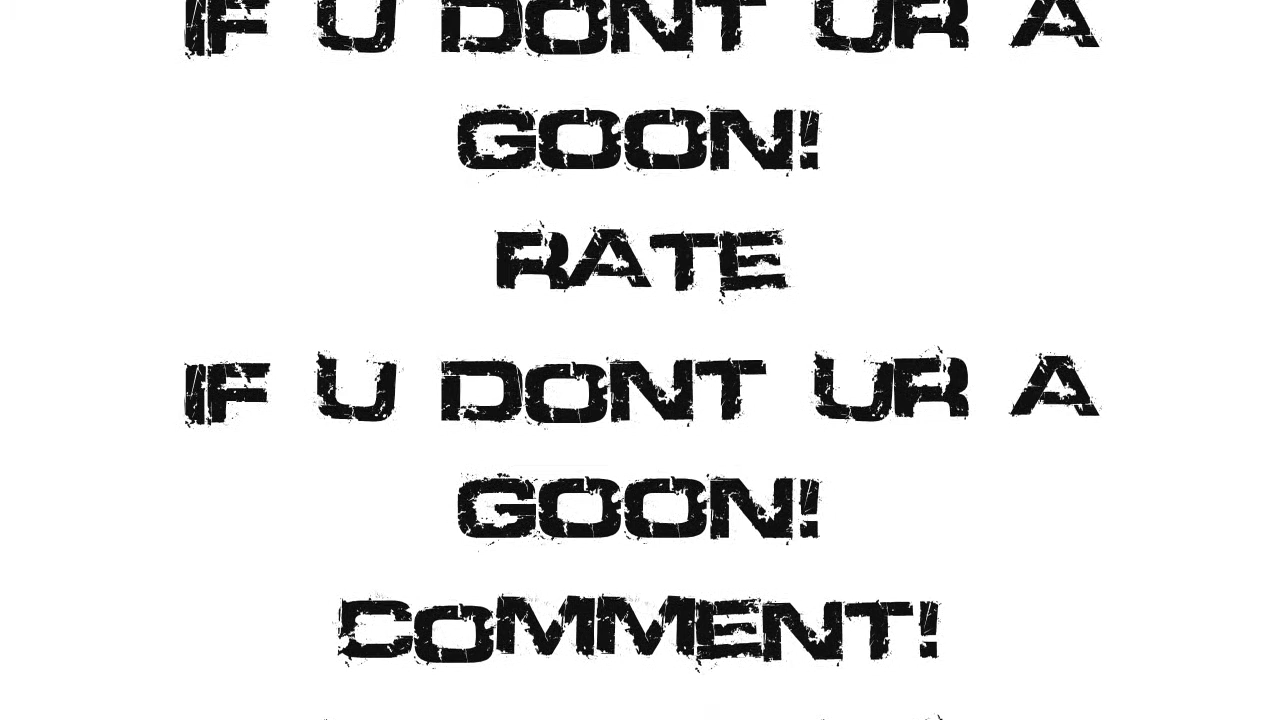 IF U DONT UR A
GOON!
RATE
IF U DONT UR A
GOON!
COMMENT!